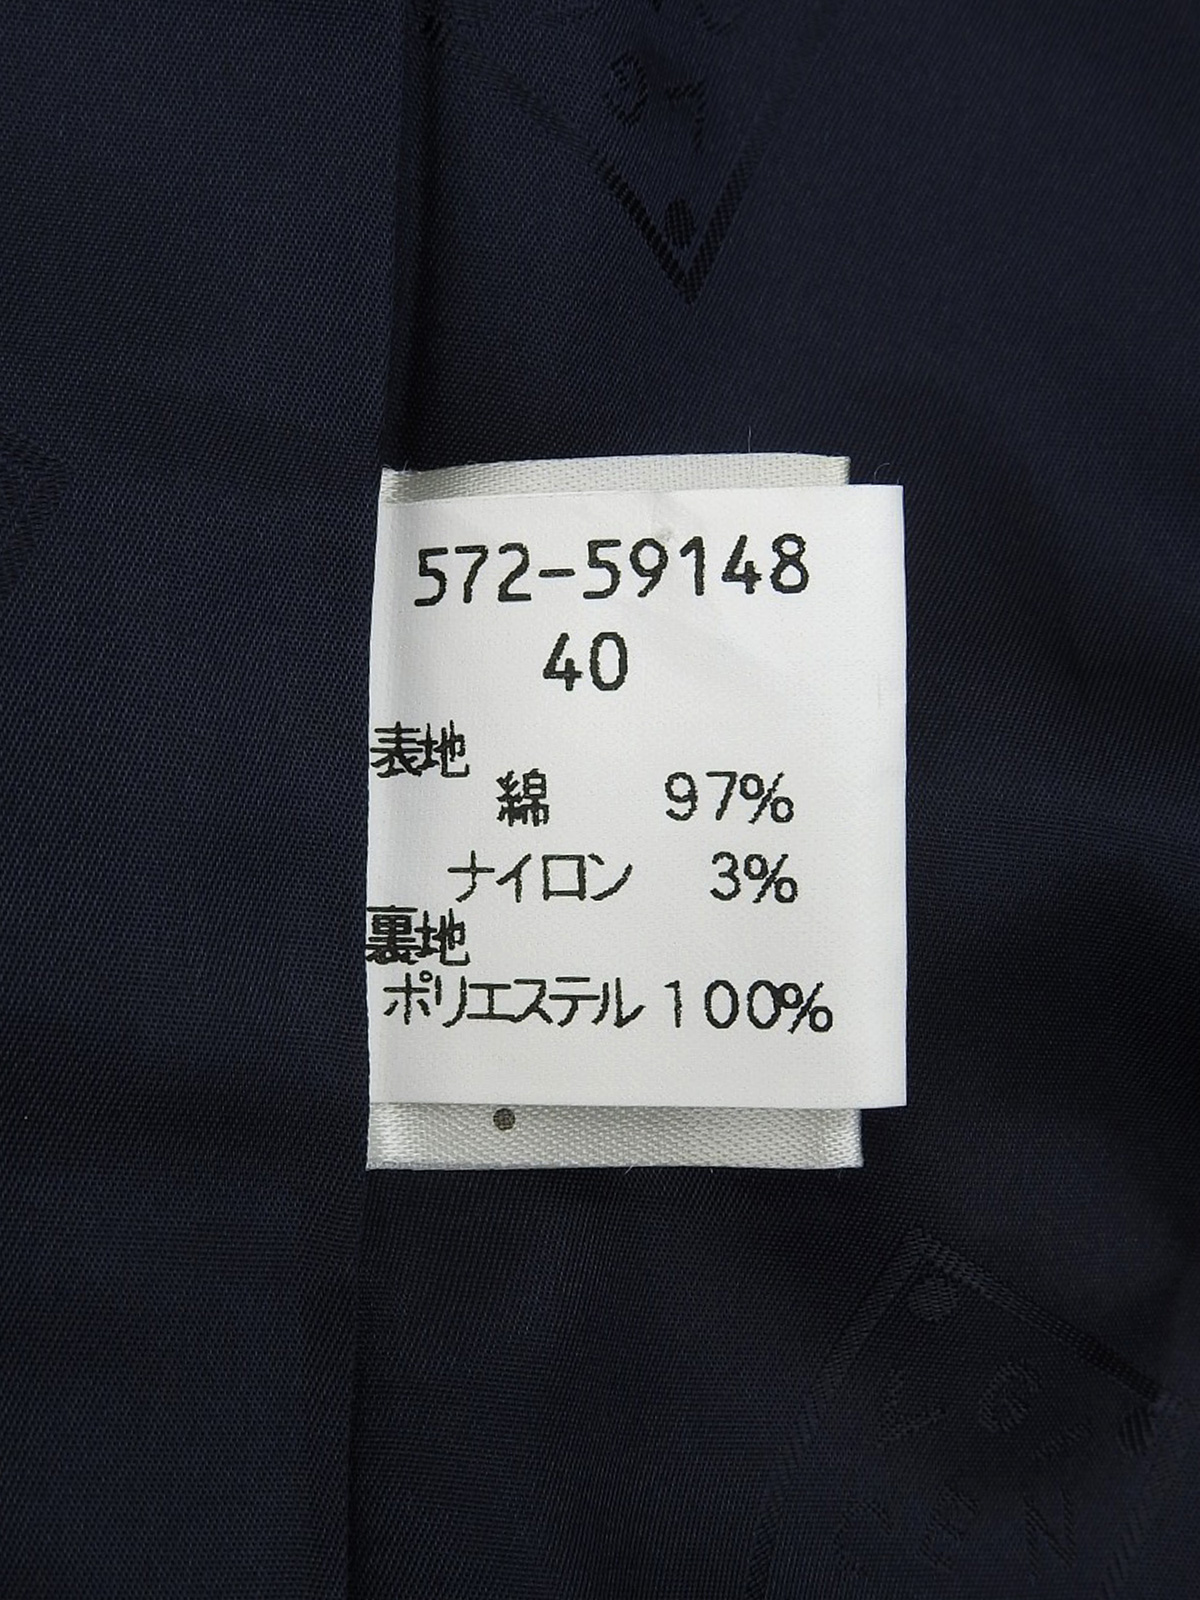 572-59148
40
表地
綿 97%
ナイロン 3%
裏地
ポリエステル 100%